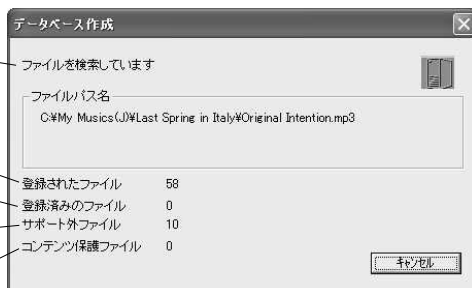 データベース作成
ファイルを検索しています
ファイルパス名
C:¥My Musics(J)¥Last Spring in Italy¥Original Intention.mp3
登録されたファイル 58
登録済みのファイル 0
サポート外ファイル 10
コンテンツ保護ファイル 0
キャンセル